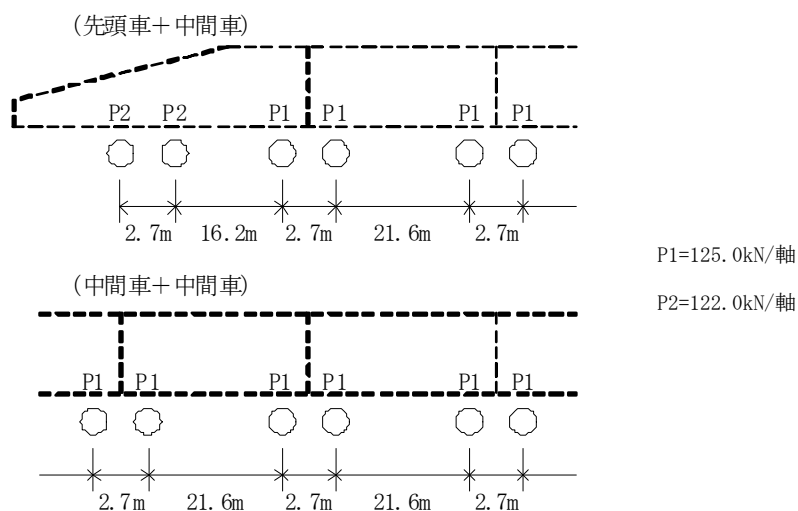 (先頭車＋中間車)
P2 P2 P1 P1 P1 P1
2.7m 16.2m 2.7m 21.6m 2.7m
P1=125.0kN/軸
(中間車＋中間車)
P2=122.0kN/軸
P1 P1 P1 P1 P1 P1
2.7m 21.6m 2.7m 21.6m 2.7m